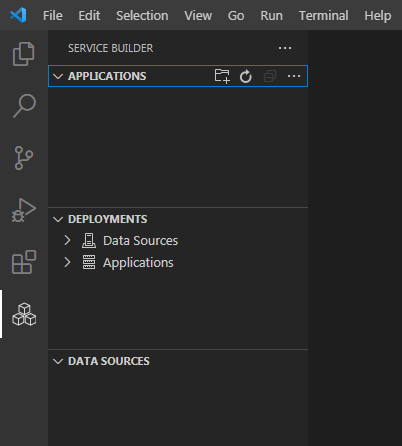 File Edit Selection View Go Run Terminal Help
SERVICE BUILDER
APPLICATIONS
DEPLOYMENTS
Data Sources
Applications
DATA SOURCES